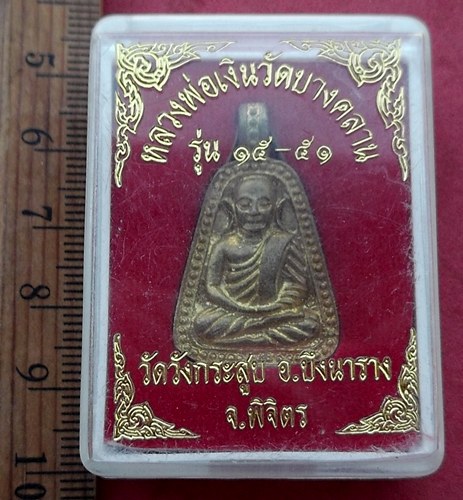 หลวงพ่อเงินวัดบางคลาน
รุ่น ๑๕-๕๑
วัดวังกระสูบ อ.บึงนาราง
จ.พิจิตร
5
6
7
8
9
10